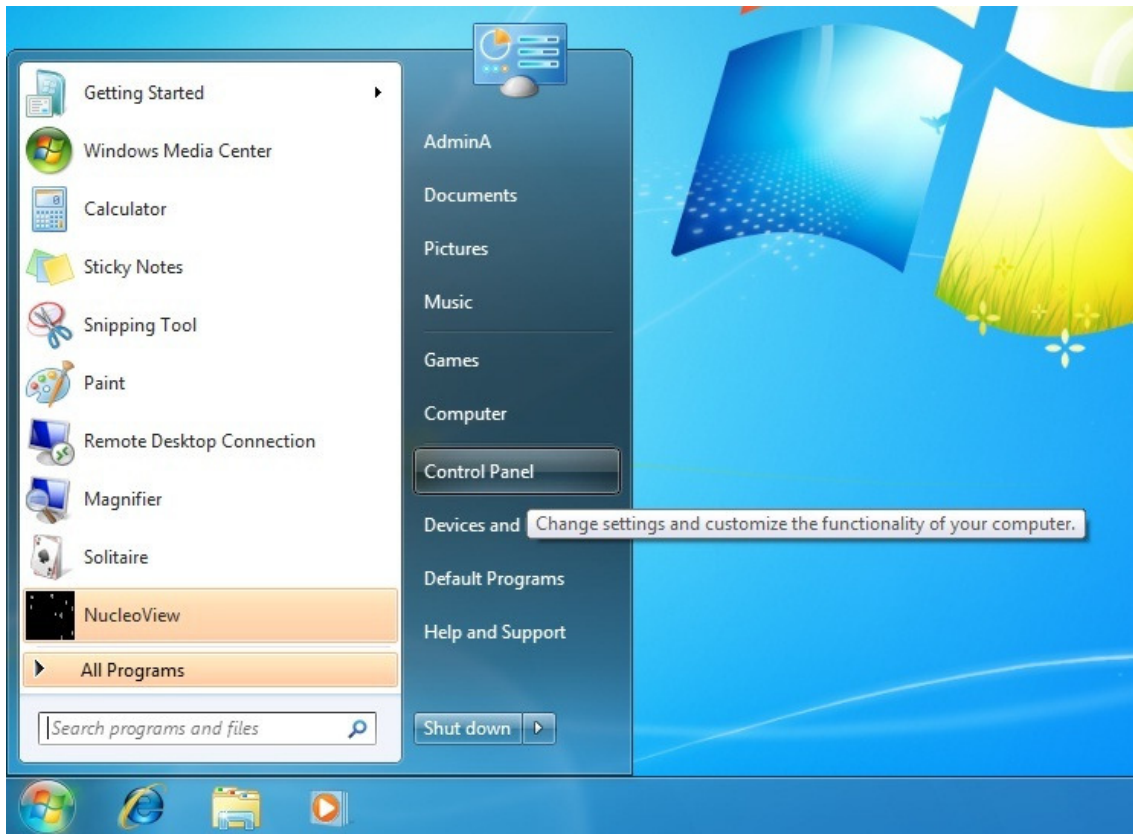 Getting Started
Windows Media Center
Calculator
Sticky Notes
Snipping Tool
Paint
Remote Desktop Connection
Magnifier
Solitaire
NucleoView
All Programs
Search programs and files
AdminA
Documents
Pictures
Music
Games
Computer
Control Panel
Devices and
Change settings and customize the functionality of your computer.
Default Programs
Help and Support
Shut down